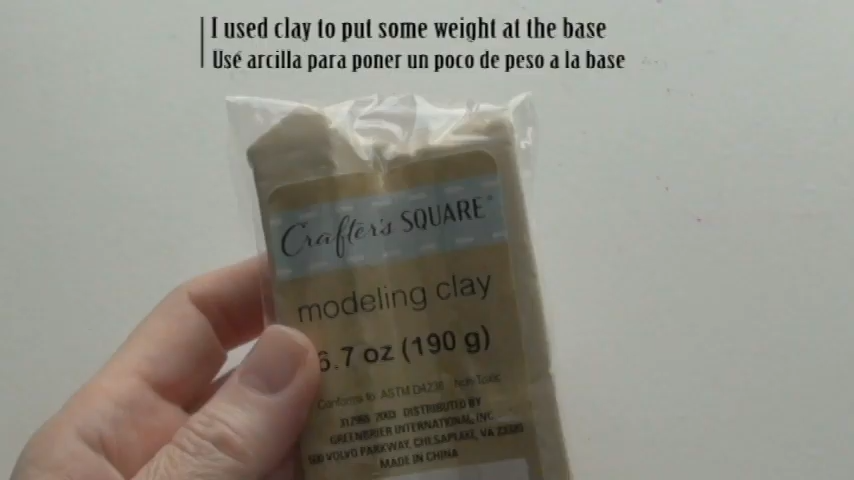 I used clay to put some weight at the base
Usé arcilla para poner un poco de peso a la base
Crafter's SQUARE®
modeling clay
6.7 oz (190 g)
Conforms to ASTM D4236 Non-Toxic
DISTRIBUTED BY
GREENBRIER INTERNATIONAL, INC.
500 VOLVO PARKWAY, CHESAPEAKE, VA 23320
MADE IN CHINA